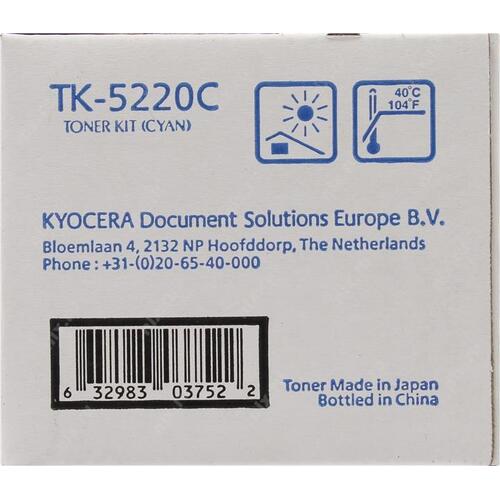 TK-5220C
TONER KIT (CYAN)
40°C
104°F
KYOCERA Document Solutions Europe B.V.
Bloemlaan 4, 2132 NP Hoofddorp, The Netherlands
Phone : +31-(0)20-65-40-000
6 32983 03752 2
Toner Made in Japan
Bottled in China